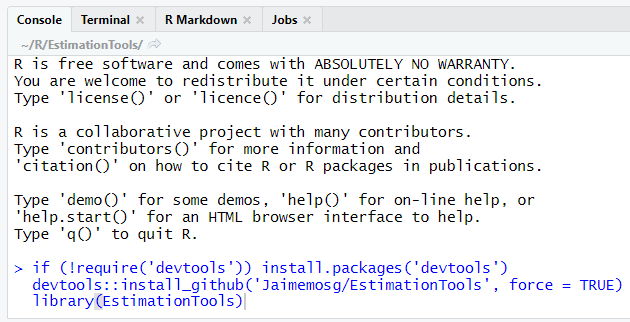 Console Terminal × R Markdown × Jobs ×
~/R/EstimationTools/
R is free software and comes with ABSOLUTELY NO WARRANTY.
You are welcome to redistribute it under certain conditions.
Type 'license()' or 'licence()' for distribution details.
R is a collaborative project with many contributors.
Type 'contributors()' for more information and
'citation()' on how to cite R or R packages in publications.
Type 'demo()' for some demos, 'help()' for on-line help, or
'help.start()' for an HTML browser interface to help.
Type 'q()' to quit R.
> if (!require('devtools')) install.packages('devtools')
devtools::install_github('Jaimemosg/EstimationTools', force = TRUE)
library(EstimationTools)